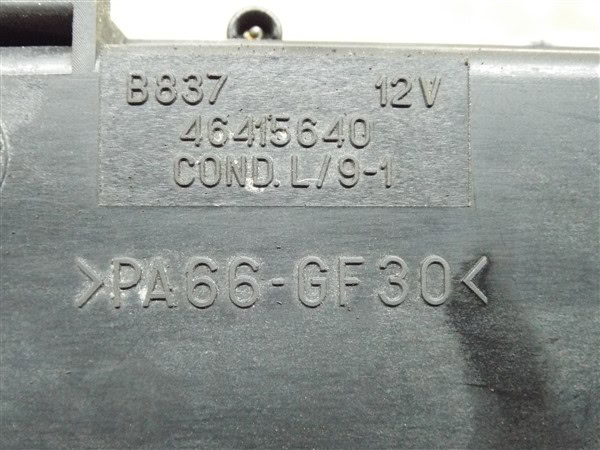 B837 12V
46415640
COND. L/9-1
>PA66-GF30<